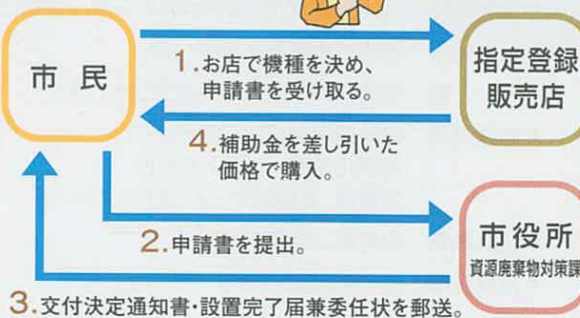 市民
指定登録
販売店
1.お店で機種を決め、
申請書を受け取る。
4.補助金を差し引いた
価格で購入。
2.申請書を提出。
市役所
資源廃棄物対策課
3.交付決定通知書・設置完了届兼委任状を郵送。